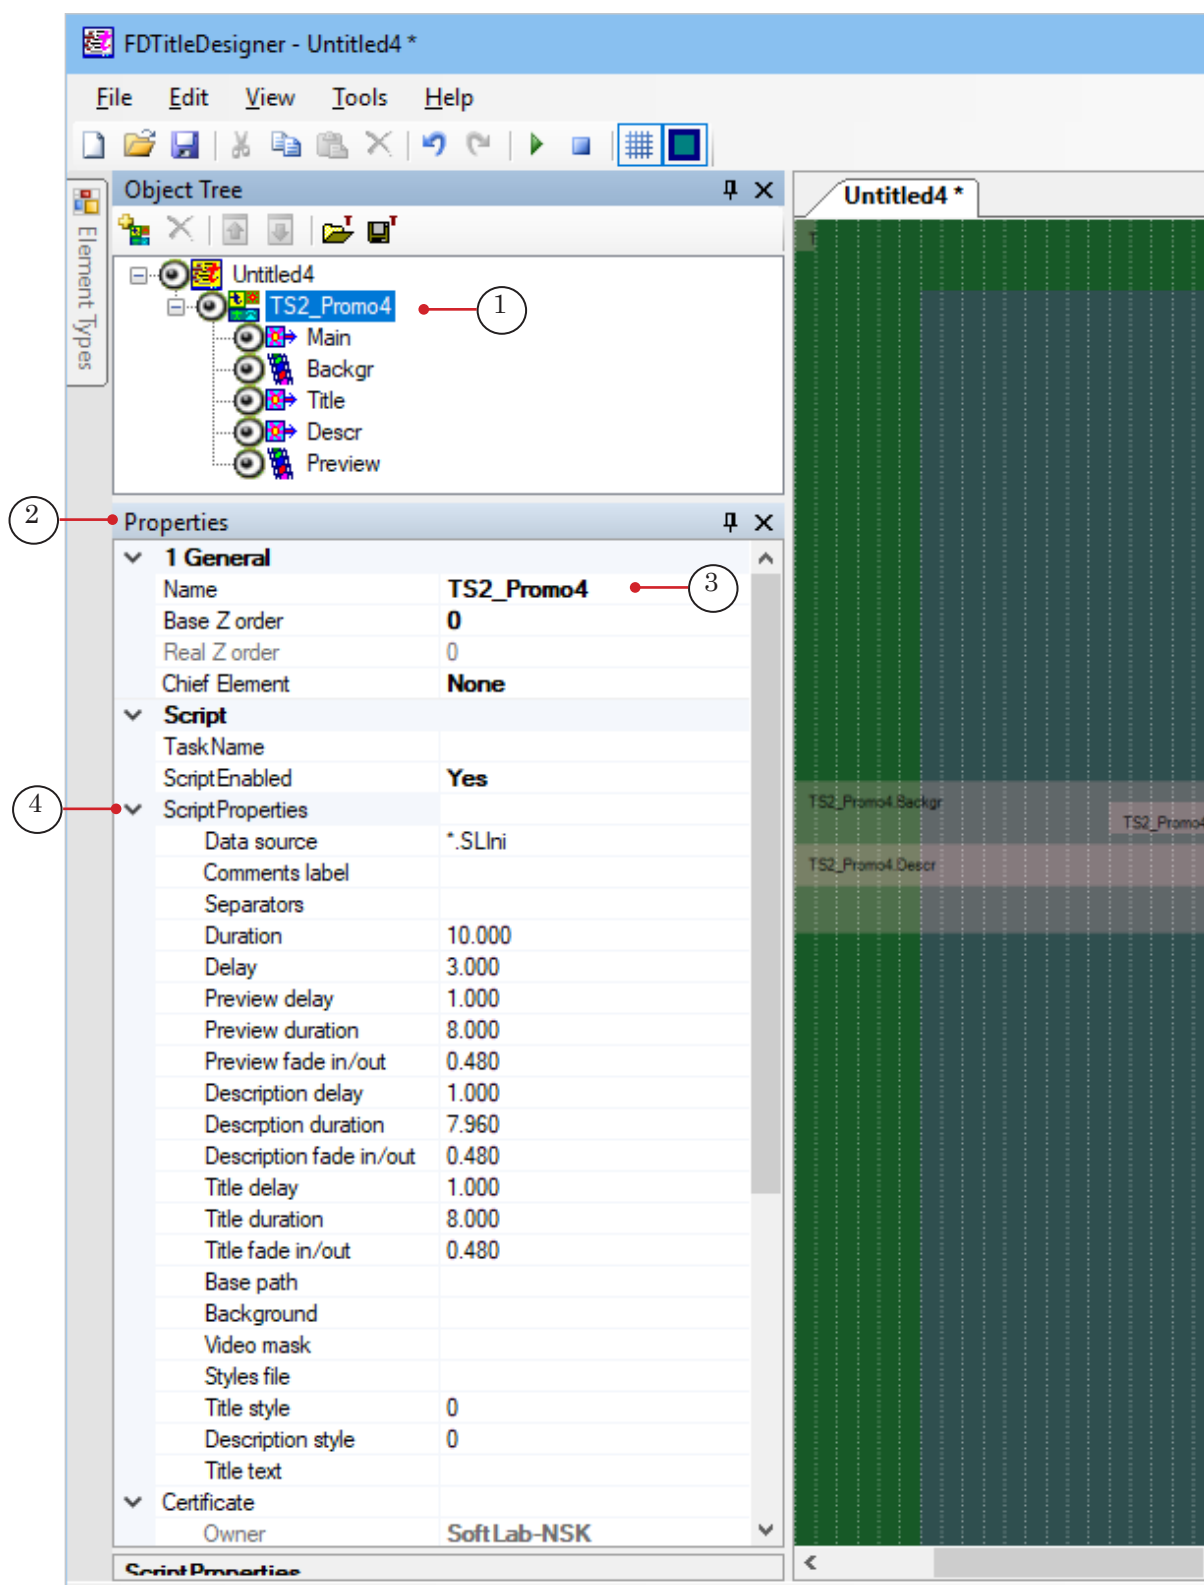 FDTitleDesigner - Untitled4 *
File Edit View Tools Help
Element Types
Object Tree
Untitled4
TS2_Promo4
1
Main
Backgr
Title
Descr
Preview
2
Properties
1 General
Name TS2_Promo4
3
Base Z order 0
Real Z order 0
Chief Element None
Script
TaskName
ScriptEnabled Yes
4
ScriptProperties
Data source *.SLIni
Comments label
Separators
Duration 10.000
Delay 3.000
Preview delay 1.000
Preview duration 8.000
Preview fade in/out 0.480
Description delay 1.000
Descrption duration 7.960
Description fade in/out 0.480
Title delay 1.000
Title duration 8.000
Title fade in/out 0.480
Base path
Background
Video mask
Styles file
Title style 0
Description style 0
Title text
Certificate
Owner SoftLab-NSK
ScriptProperties
Untitled4 *
T
TS2_Promo4.Backgr
TS2_Promo4
TS2_Promo4.Descr